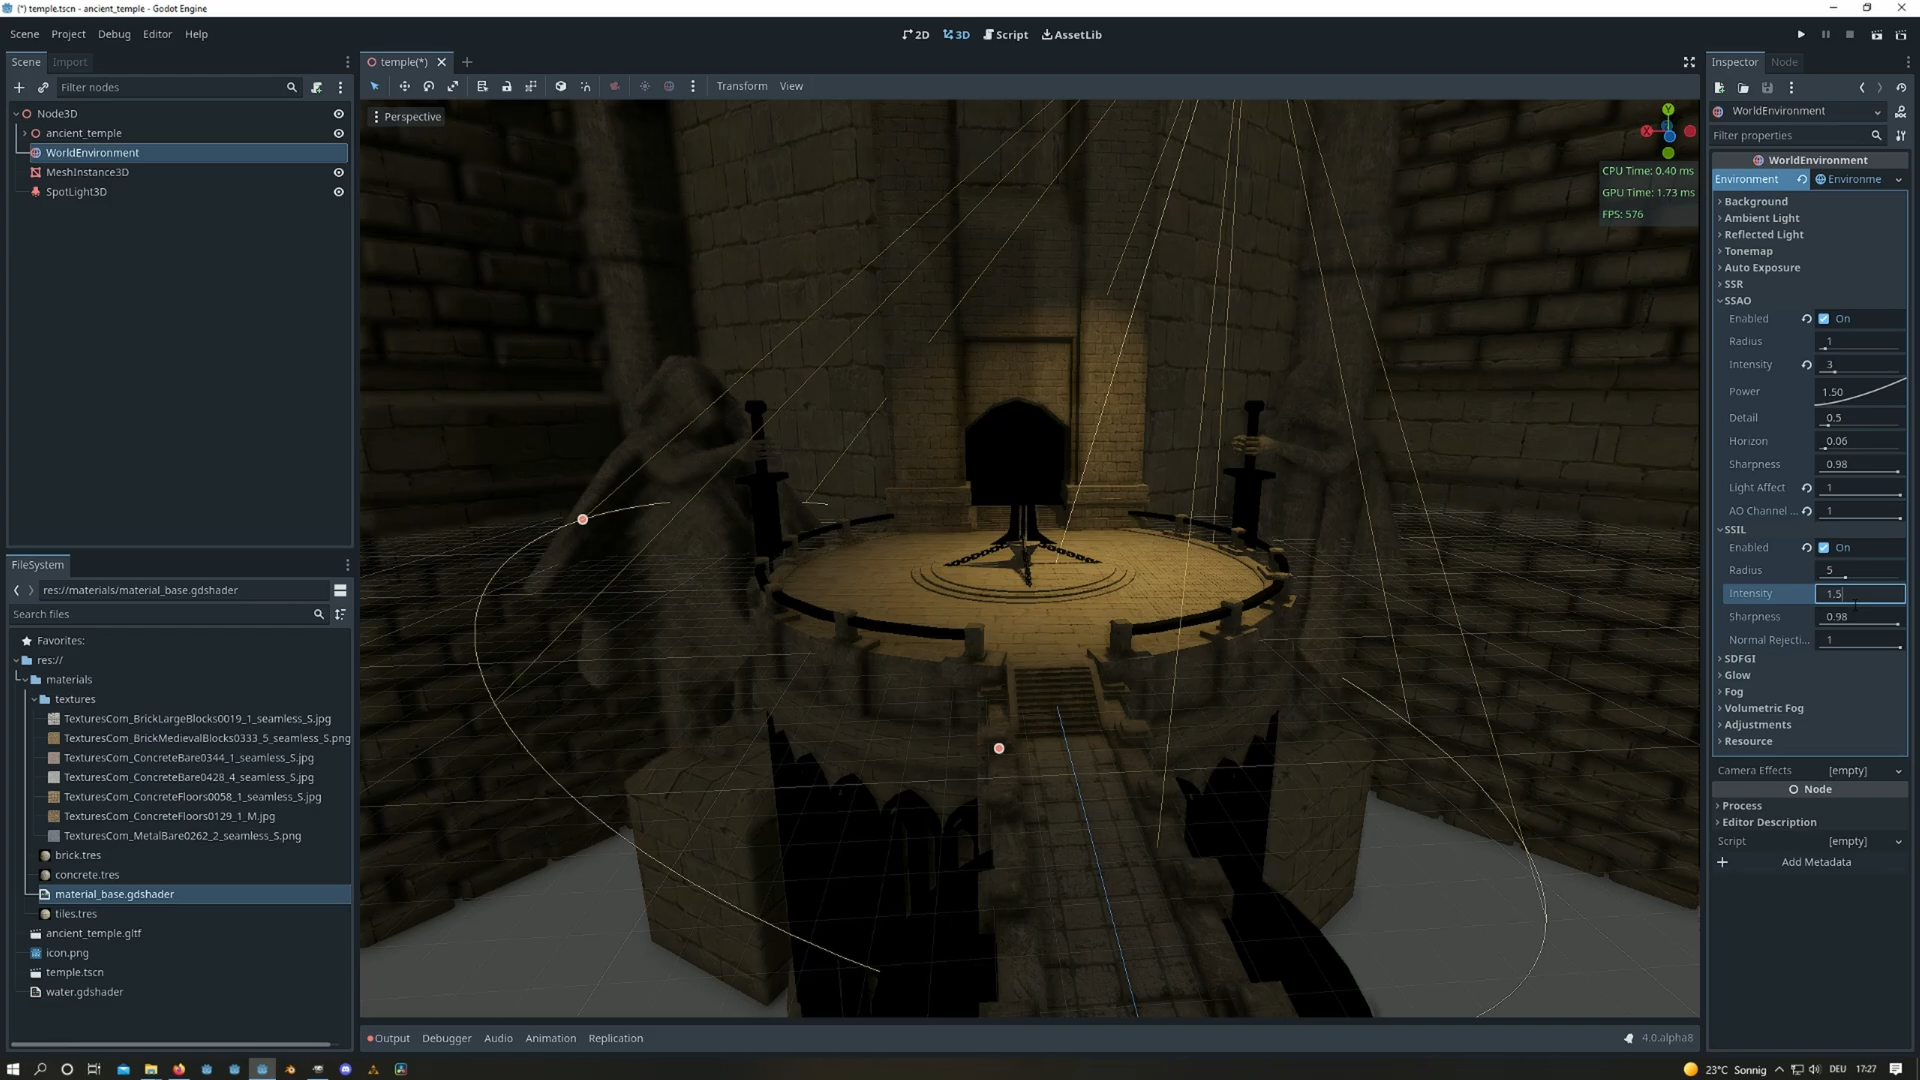 (*) temple.tscn - ancient_temple - Godot Engine
Scene Project Debug Editor Help
2D 3D Script AssetLib
Scene Import
Filter nodes
Node3D
ancient_temple
WorldEnvironment
MeshInstance3D
SpotLight3D
FileSystem
res://materials/material_base.gdshader
Search files
Favorites:
res://
materials
textures
TexturesCom_BrickLargeBlocks0019_1_seamless_S.jpg
TexturesCom_BrickMedievalBlocks0333_5_seamless_S.png
TexturesCom_ConcreteBare0344_1_seamless_S.jpg
TexturesCom_ConcreteBare0428_4_seamless_S.jpg
TexturesCom_ConcreteFloors0058_1_seamless_S.jpg
TexturesCom_ConcreteFloors0129_1_M.jpg
TexturesCom_MetalBare0262_2_seamless_S.png
brick.tres
concrete.tres
material_base.gdshader
tiles.tres
ancient_temple.gltf
icon.png
temple.tscn
water.gdshader
temple(*)
Transform View
Perspective
Y
X
CPU Time: 0.40 ms
GPU Time: 1.73 ms
FPS: 576
Output Debugger Audio Animation Replication
4.0.alpha8
Inspector Node
WorldEnvironment
Filter properties
WorldEnvironment
Environment Environme
Background
Ambient Light
Reflected Light
Tonemap
Auto Exposure
SSR
SSAO
Enabled On
Radius 1
Intensity 3
Power 1.50
Detail 0.5
Horizon 0.06
Sharpness 0.98
Light Affect 1
AO Channel ... 1
SSIL
Enabled On
Radius 5
Intensity 1.5
Sharpness 0.98
Normal Rejecti... 1
SDFGI
Glow
Fog
Volumetric Fog
Adjustments
Resource
Camera Effects [empty]
Node
Process
Editor Description
Script [empty]
Add Metadata
23°C Sonnig DEU 17:27